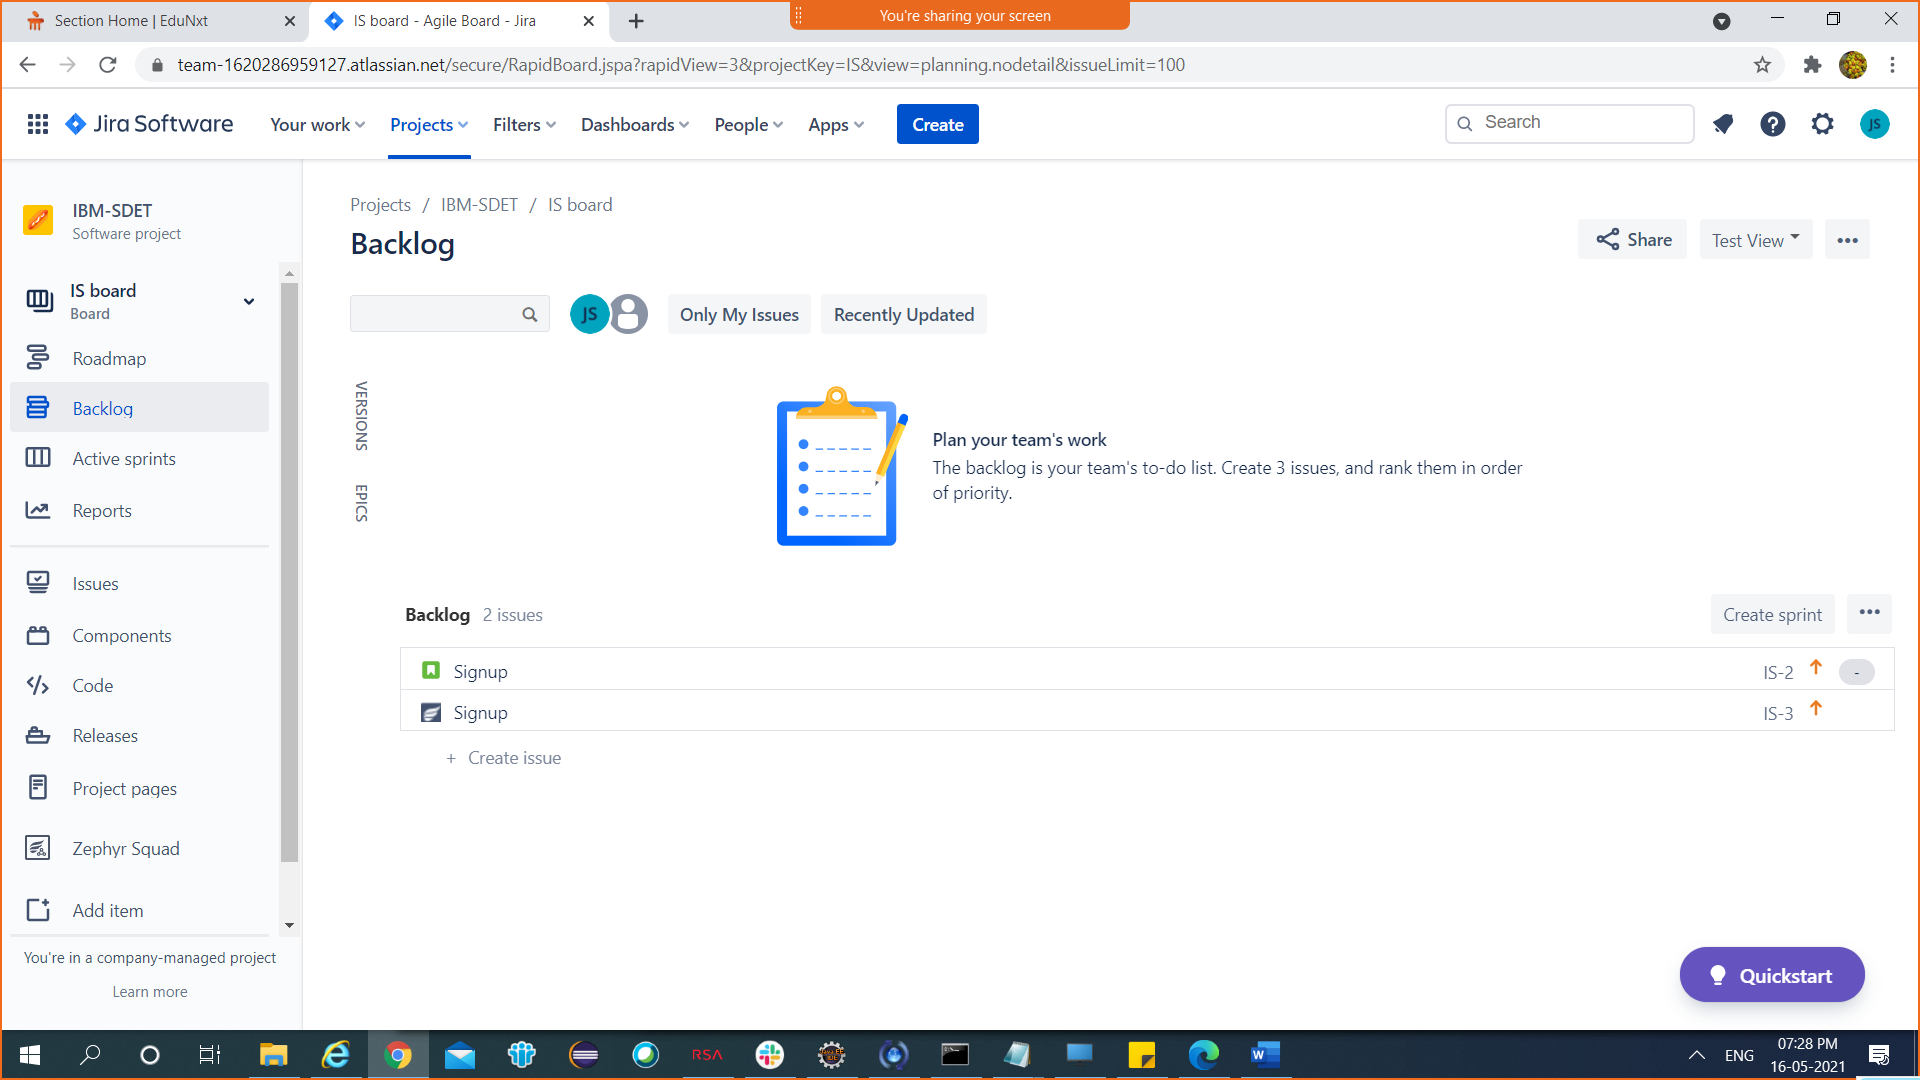 Section Home | EduNxt
IS board - Agile Board - Jira
You're sharing your screen
team-1620286959127.atlassian.net/secure/RapidBoard.jspa?rapidView=3&projectKey=IS&view=planning.nodetail&issueLimit=100
Jira Software
Your work
Projects
Filters
Dashboards
People
Apps
Create
Search
JS
IBM-SDET
Software project
IS board
Board
Roadmap
Backlog
Active sprints
Reports
Issues
Components
Code
Releases
Project pages
Zephyr Squad
Add item
You're in a company-managed project
Learn more
Projects / IBM-SDET / IS board
Backlog
Share
Test View
JS
Only My Issues
Recently Updated
VERSIONS
EPICS
Plan your team's work
The backlog is your team's to-do list. Create 3 issues, and rank them in order
of priority.
Backlog 2 issues
Create sprint
Signup IS-2 -
Signup IS-3
+ Create issue
Quickstart
RSA
ENG
07:28 PM
16-05-2021